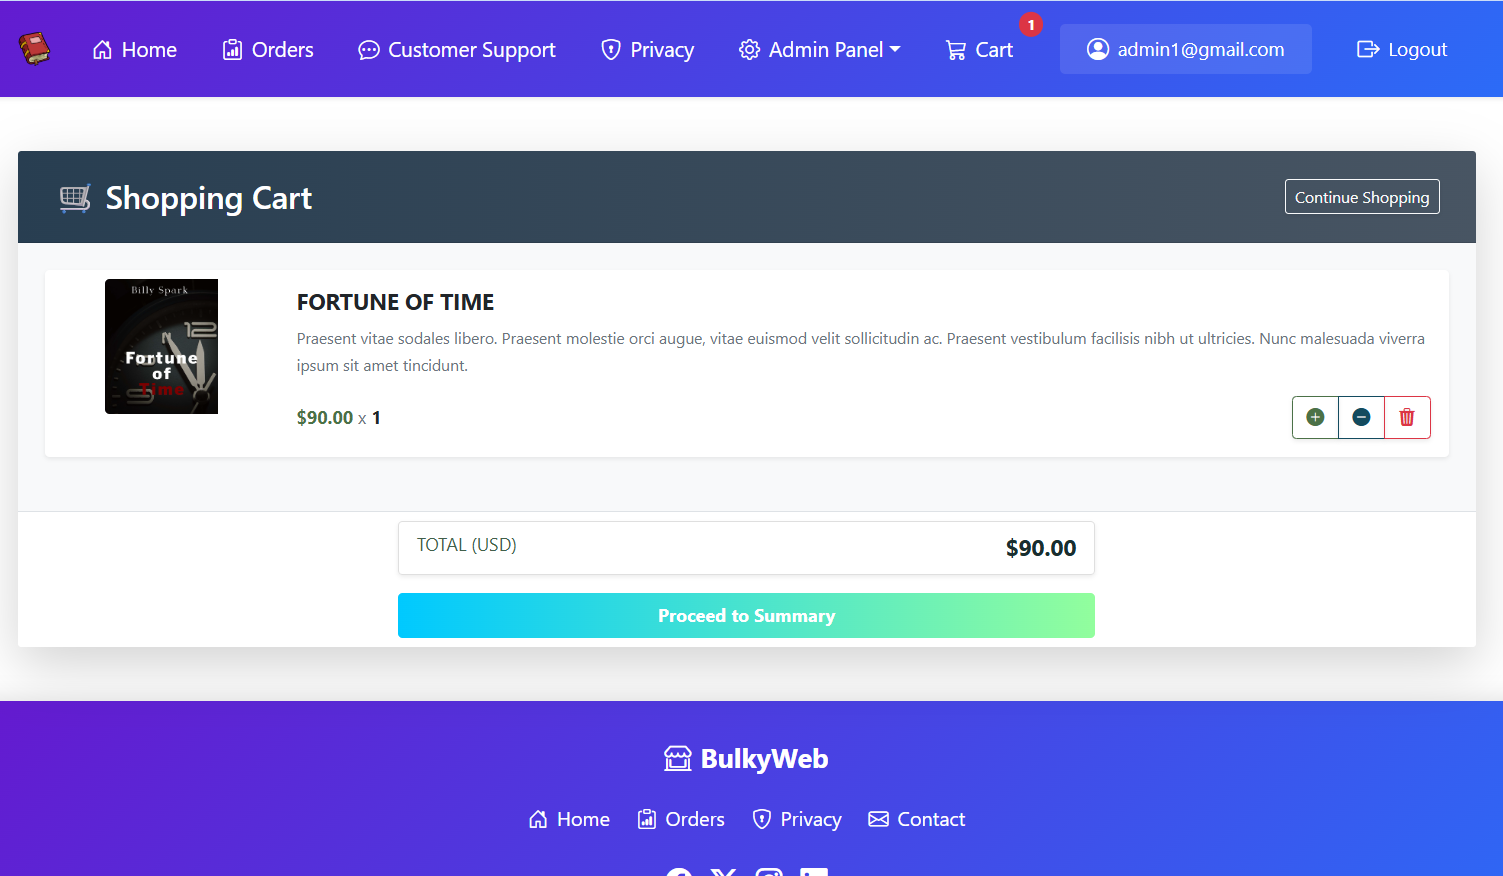 Home
Orders
Customer Support
Privacy
Admin Panel
Cart
1
admin1@gmail.com
Logout
Shopping Cart
Continue Shopping
Billy Spark
12
Fortune
of
Time
9
FORTUNE OF TIME
Praesent vitae sodales libero. Praesent molestie orci augue, vitae euismod velit sollicitudin ac. Praesent vestibulum facilisis nibh ut ultricies. Nunc malesuada viverra
ipsum sit amet tincidunt.
$90.00 x 1
TOTAL (USD)
$90.00
Proceed to Summary
BulkyWeb
Home
Orders
Privacy
Contact